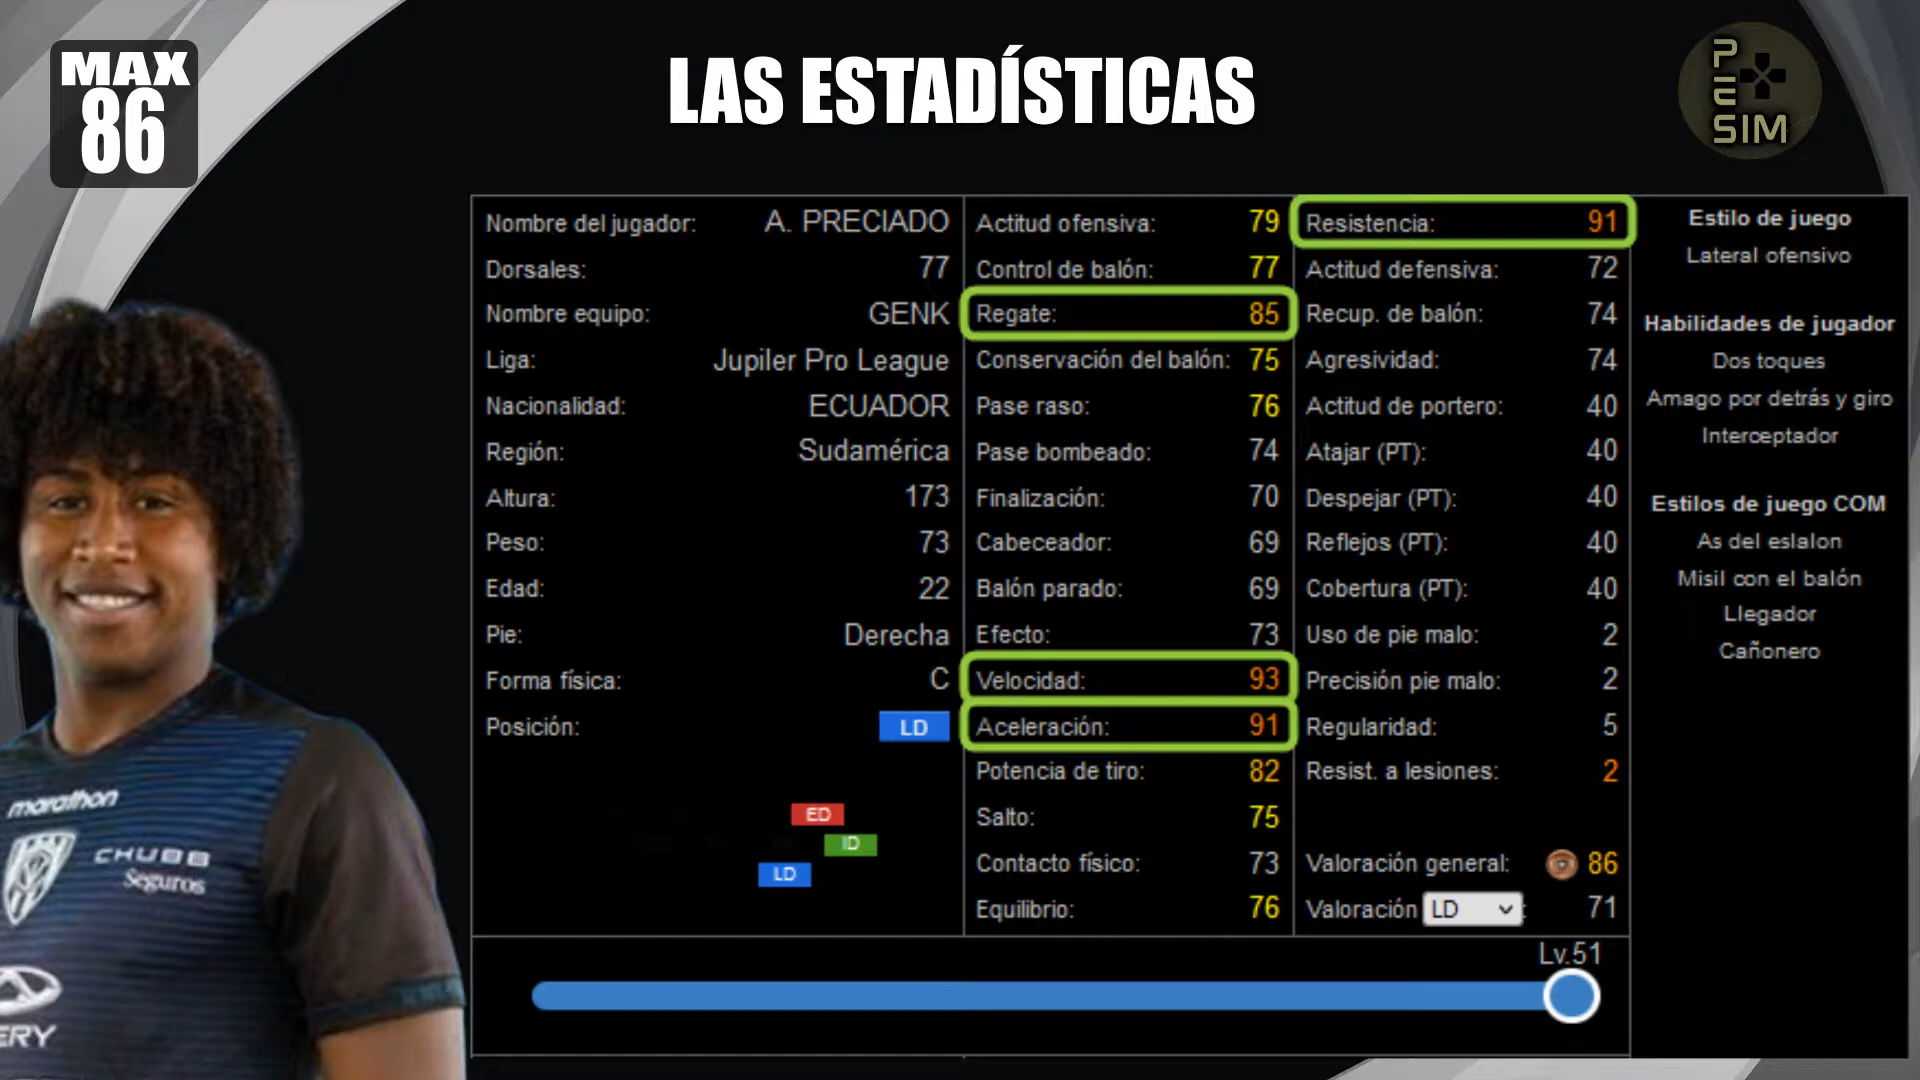 MAX
86
LAS ESTADÍSTICAS
PES
SIM
Nombre del jugador: A. PRECIADO
Dorsales: 77
Nombre equipo: GENK
Liga: Jupiler Pro League
Nacionalidad: ECUADOR
Región: Sudamérica
Altura: 173
Peso: 73
Edad: 22
Pie: Derecha
Forma física: C
Posición: LD
ED
ID
LD
Actitud ofensiva: 79
Control de balón: 77
Regate: 85
Conservación del balón: 75
Pase raso: 76
Pase bombeado: 74
Finalización: 70
Cabeceador: 69
Balón parado: 69
Efecto: 73
Velocidad: 93
Aceleración: 91
Potencia de tiro: 82
Salto: 75
Contacto físico: 73
Equilibrio: 76
Resistencia: 91
Actitud defensiva: 72
Recup. de balón: 74
Agresividad: 74
Actitud de portero: 40
Atajar (PT): 40
Despejar (PT): 40
Reflejos (PT): 40
Cobertura (PT): 40
Uso de pie malo: 2
Precisión pie malo: 2
Regularidad: 5
Resist. a lesiones: 2
Valoración general: 86
Valoración LD : 71
Lv.51
Estilo de juego
Lateral ofensivo
Habilidades de jugador
Dos toques
Amago por detrás y giro
Interceptador
Estilos de juego COM
As del eslalon
Misil con el balón
Llegador
Cañonero
marathon
CHUBB
Seguros
ERY